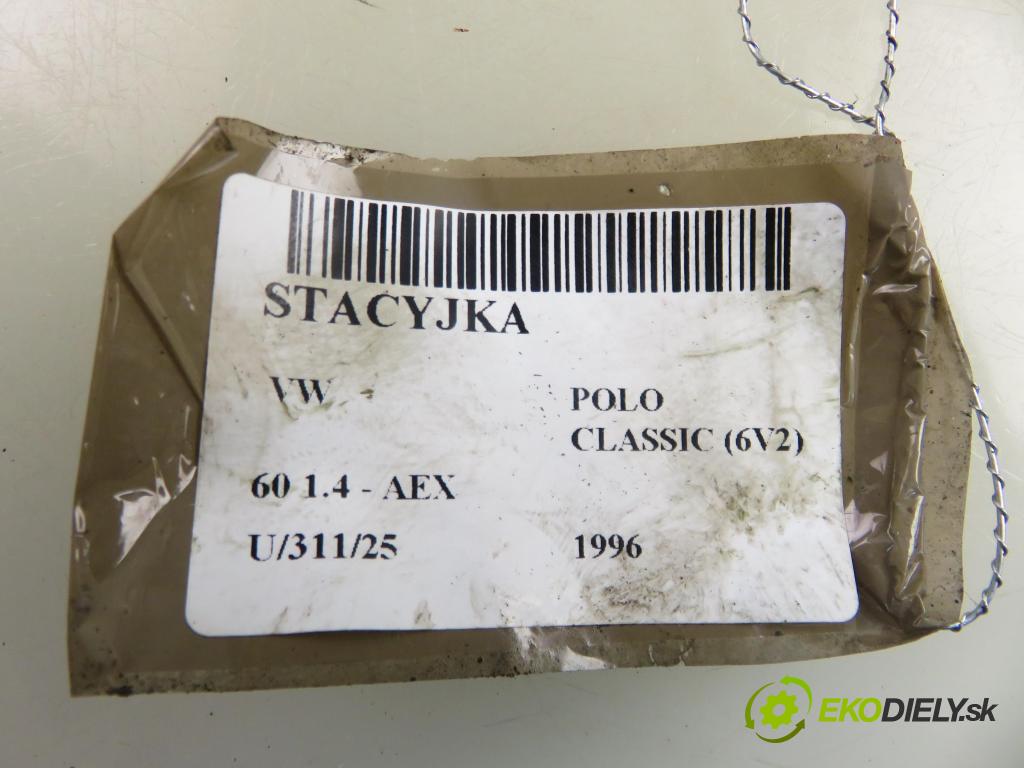 STACYJKA
VW
POLO
CLASSIC (6V2)
60 1.4 - AEX
U/311/25
1996
EKODIELY.sk